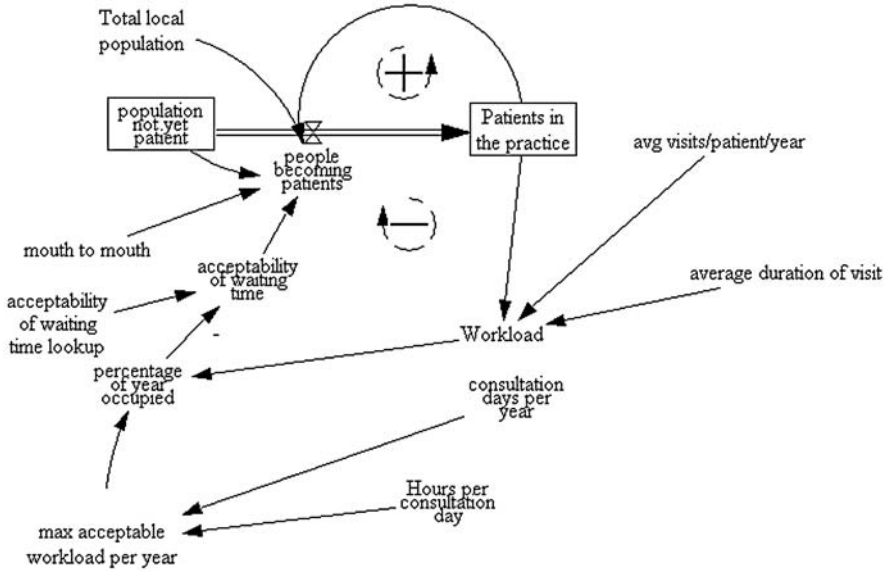 Total local
population
population
not yet
patient
Patients in
the practice
people
becoming
patients
avg visits/patient/year
mouth to mouth
acceptability
of waiting
time
average duration of visit
acceptability
of waiting
time lookup
Workload
percentage
of year
occupied
consultation
days per
year
Hours per
consultation
day
max acceptable
workload per year